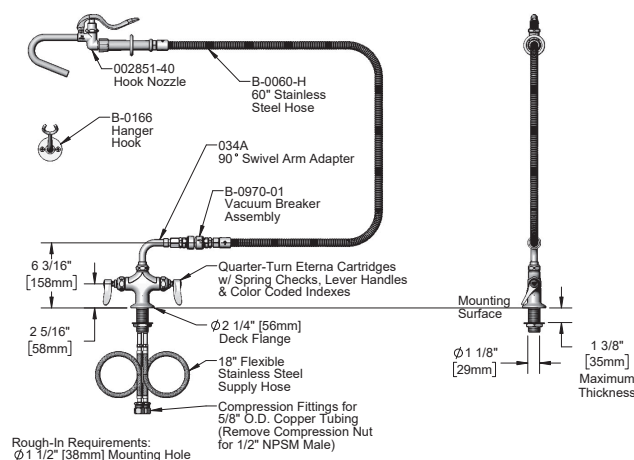 002851-40
Hook Nozzle
B-0060-H
60" Stainless
Steel Hose
B-0166
Hanger
Hook
034A
90° Swivel Arm Adapter
B-0970-01
Vacuum Breaker
Assembly
6 3/16"
[158mm]
Quarter-Turn Eterna Cartridges
w/ Spring Checks, Lever Handles
& Color Coded Indexes
2 5/16"
[58mm]
Ø2 1/4" [56mm]
Deck Flange
Mounting
Surface
Ø1 1/8"
[29mm]
1 3/8"
[35mm]
Maximum
Thickness
18" Flexible
Stainless Steel
Supply Hose
Compression Fittings for
5/8" O.D. Copper Tubing
(Remove Compression Nut
for 1/2" NPSM Male)
Rough-In Requirements:
Ø1 1/2" [38mm] Mounting Hole